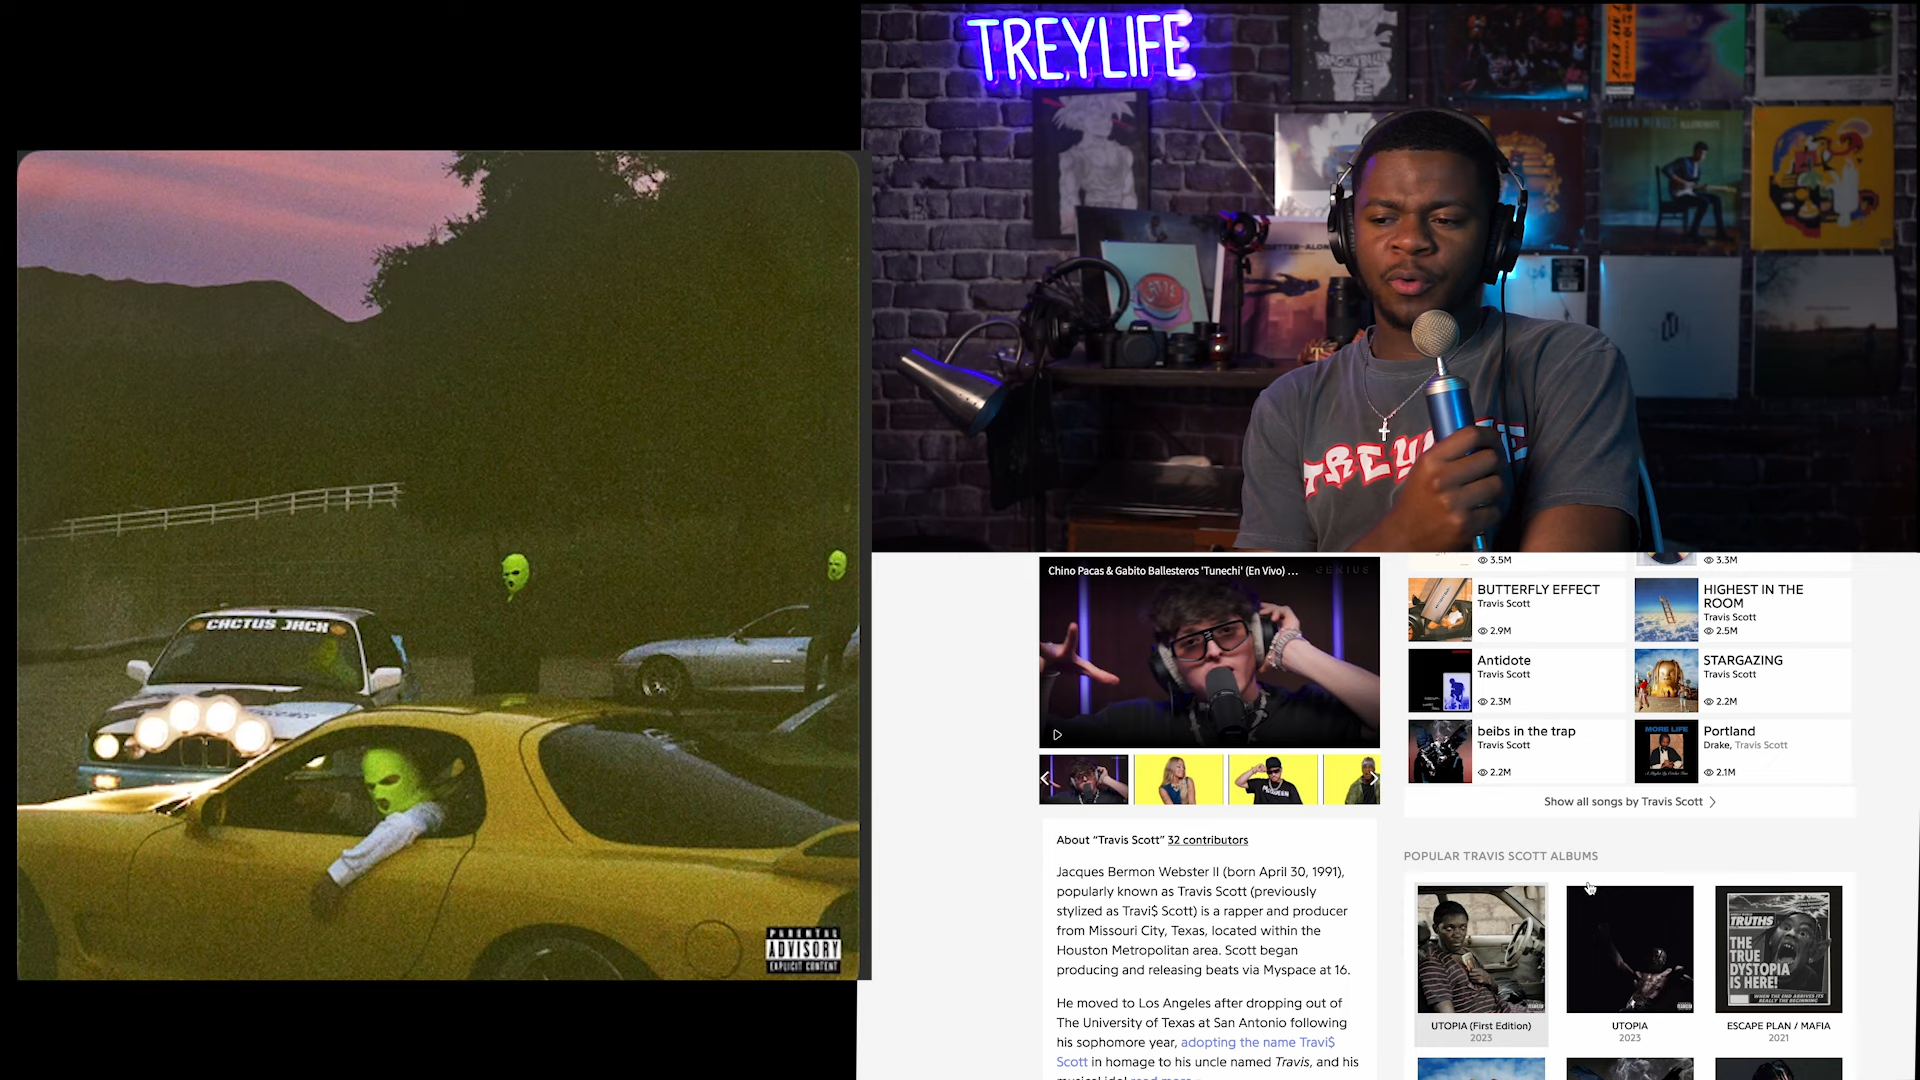 TREYLIFE
SHAWN MENDES ILLUMINATE
CACTUS JACK
PARENTAL
ADVISORY
EXPLICIT CONTENT
Chino Pacas & Gabito Ballesteros 'Tunechi' (En Vivo) ...
GENIUS
About “Travis Scott” 32 contributors
Jacques Bermon Webster II (born April 30, 1991),
popularly known as Travis Scott (previously
stylized as Travi$ Scott) is a rapper and producer
from Missouri City, Texas, located within the
Houston Metropolitan area. Scott began
producing and releasing beats via Myspace at 16.
He moved to Los Angeles after dropping out of
The University of Texas at San Antonio following
his sophomore year, adopting the name Travi$
Scott in homage to his uncle named Travis, and his
3.5M
3.3M
BUTTERFLY EFFECT
Travis Scott
2.9M
HIGHEST IN THE
ROOM
Travis Scott
2.5M
Antidote
Travis Scott
2.3M
STARGAZING
Travis Scott
2.2M
beibs in the trap
Travis Scott
2.2M
MORE LIFE
Portland
Drake, Travis Scott
2.1M
Show all songs by Travis Scott
POPULAR TRAVIS SCOTT ALBUMS
TRUTHS
THE
TRUE
DYSTOPIA
IS HERE!
UTOPIA (First Edition)
2023
UTOPIA
2023
ESCAPE PLAN / MAFIA
2021